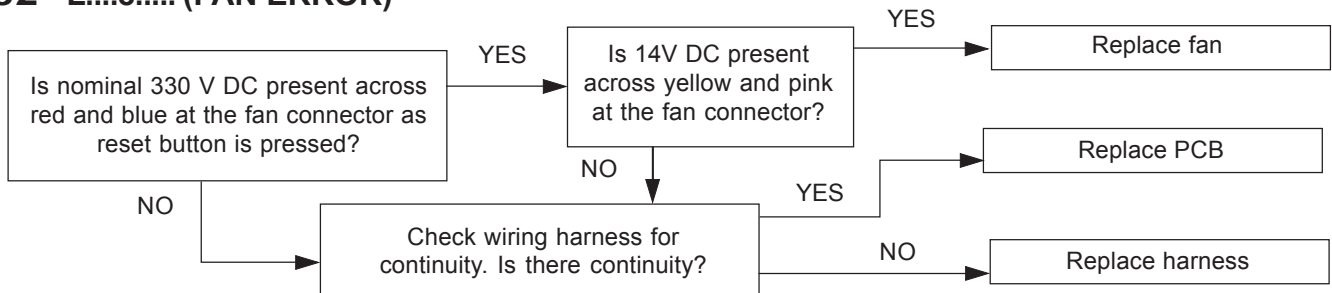 (FAN ERROR)
YES
Is nominal 330 V DC present across
red and blue at the fan connector as
reset button is pressed?
YES
Is 14V DC present
across yellow and pink
at the fan connector?
Replace fan
NO
YES
Replace PCB
NO
Check wiring harness for
continuity. Is there continuity?
NO
Replace harness